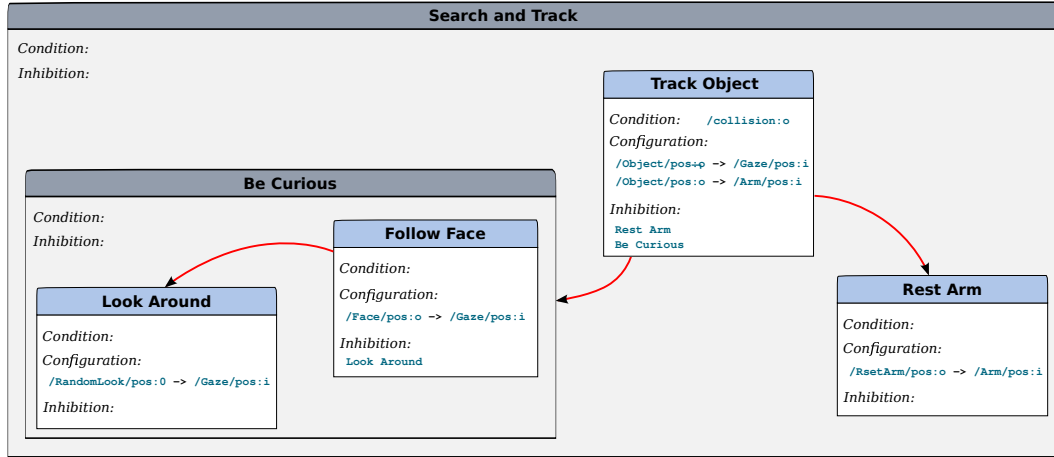 Search and Track
Condition:
Inhibition:
Track Object
Condition: /collision:o
Configuration:
/Object/pos:o -> /Gaze/pos:i
/Object/pos:o -> /Arm/pos:i
Inhibition:
Rest Arm
Be Curious
Be Curious
Condition:
Inhibition:
Follow Face
Condition:
Configuration:
/Face/pos:o -> /Gaze/pos:i
Inhibition:
Look Around
Look Around
Condition:
Configuration:
/RandomLook/pos:0 -> /Gaze/pos:i
Inhibition:
Rest Arm
Condition:
Configuration:
/RsetArm/pos:o -> /Arm/pos:i
Inhibition: